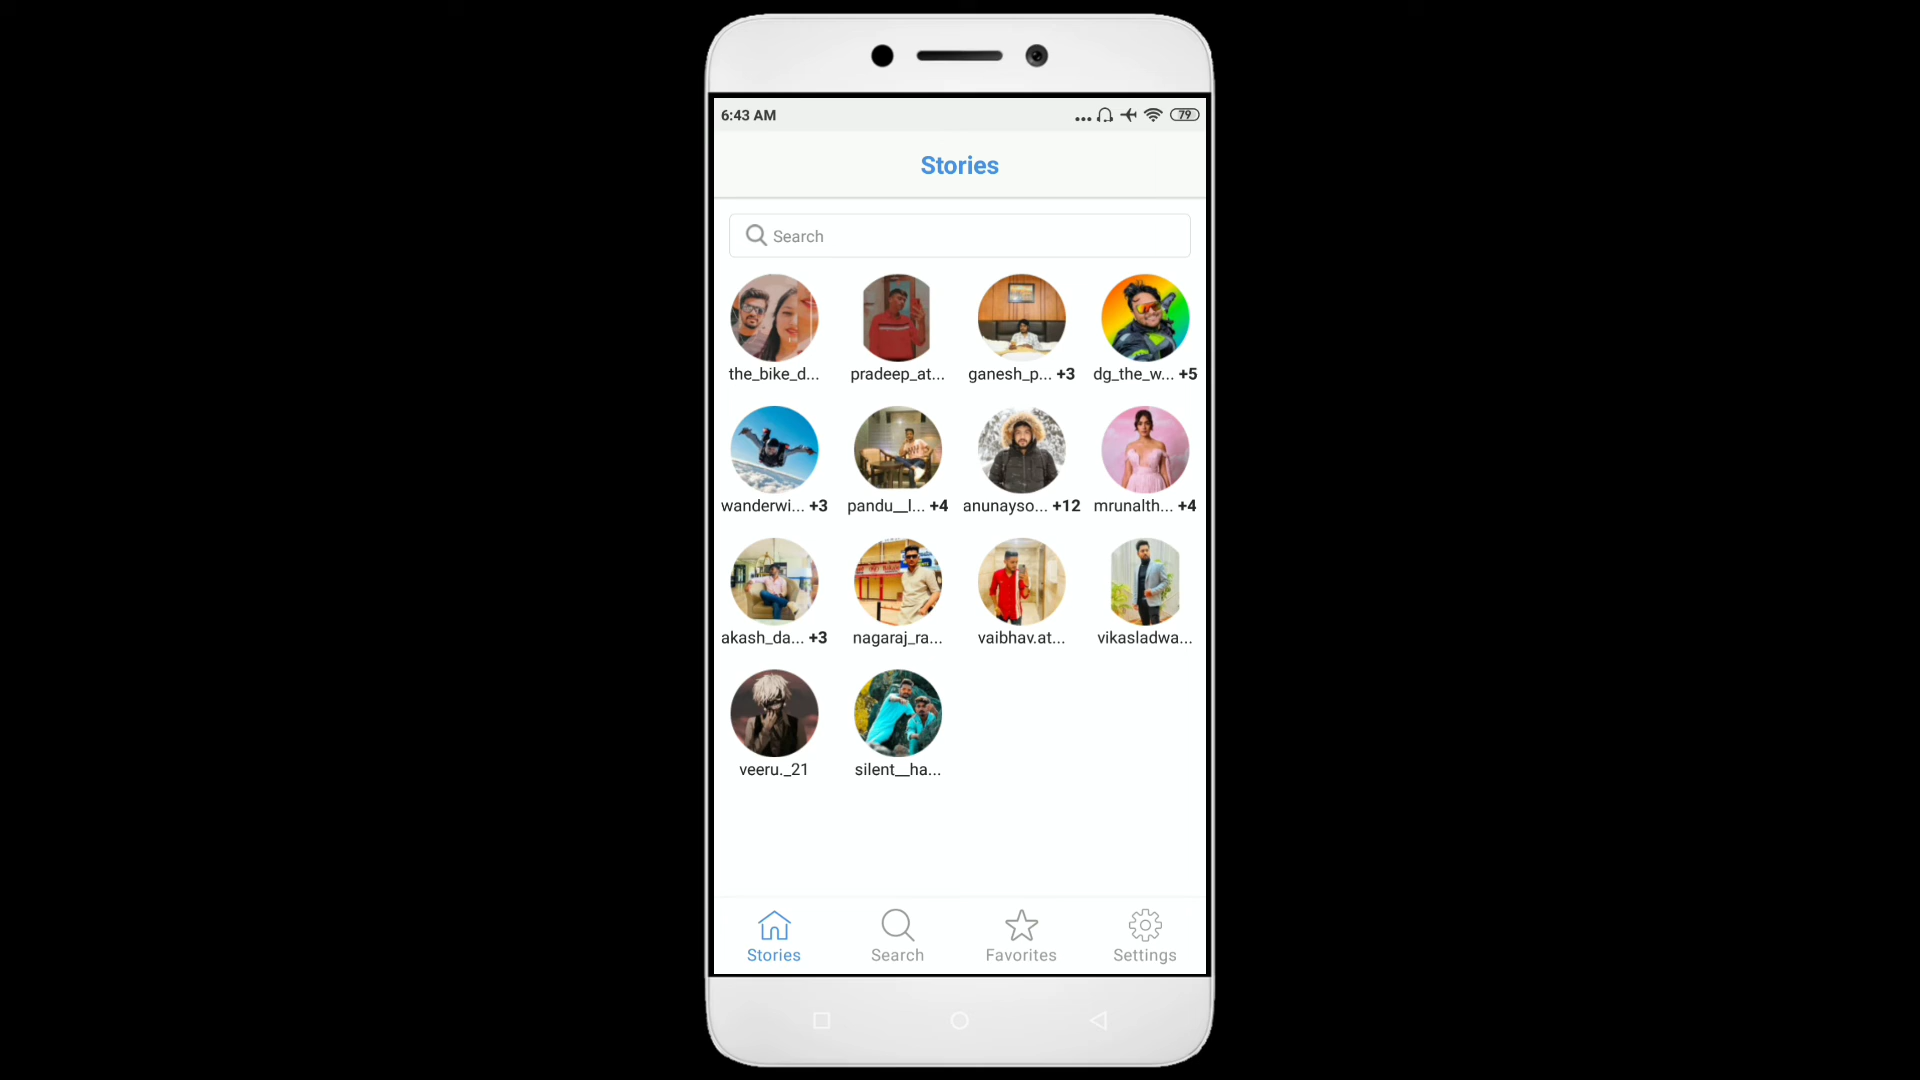 6:43 AM 79
Stories
Search
the_bike_d... pradeep_at... ganesh_p... +3 dg_the_w... +5
wanderwi... +3 pandu__l... +4 anunayso... +12 mrunalth... +4
akash_da... +3 nagaraj_ra... vaibhav.at... vikasladwa...
veeru._21 silent__ha...
Stories Search Favorites Settings